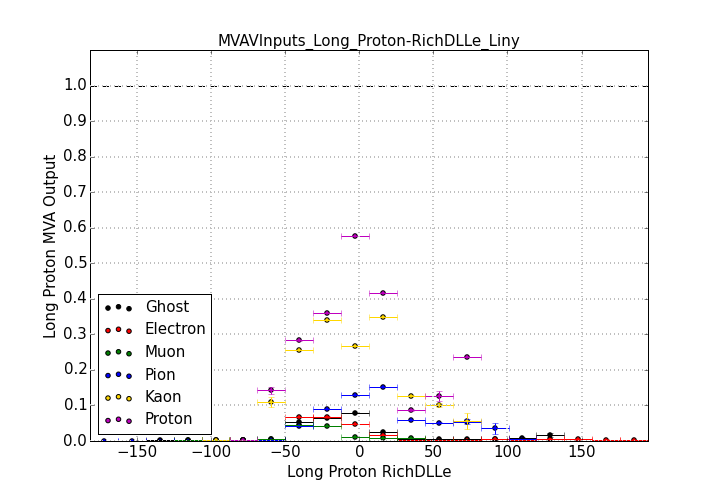 MVAVInputs_Long_Proton-RichDLLe_Liny
Long Proton MVA Output
1.0
0.9
0.8
0.7
0.6
0.5
0.4
0.3
0.2
0.1
0.0
Ghost
Electron
Muon
Pion
Kaon
Proton
−150
−100
−50
0
50
100
150
Long Proton RichDLLe